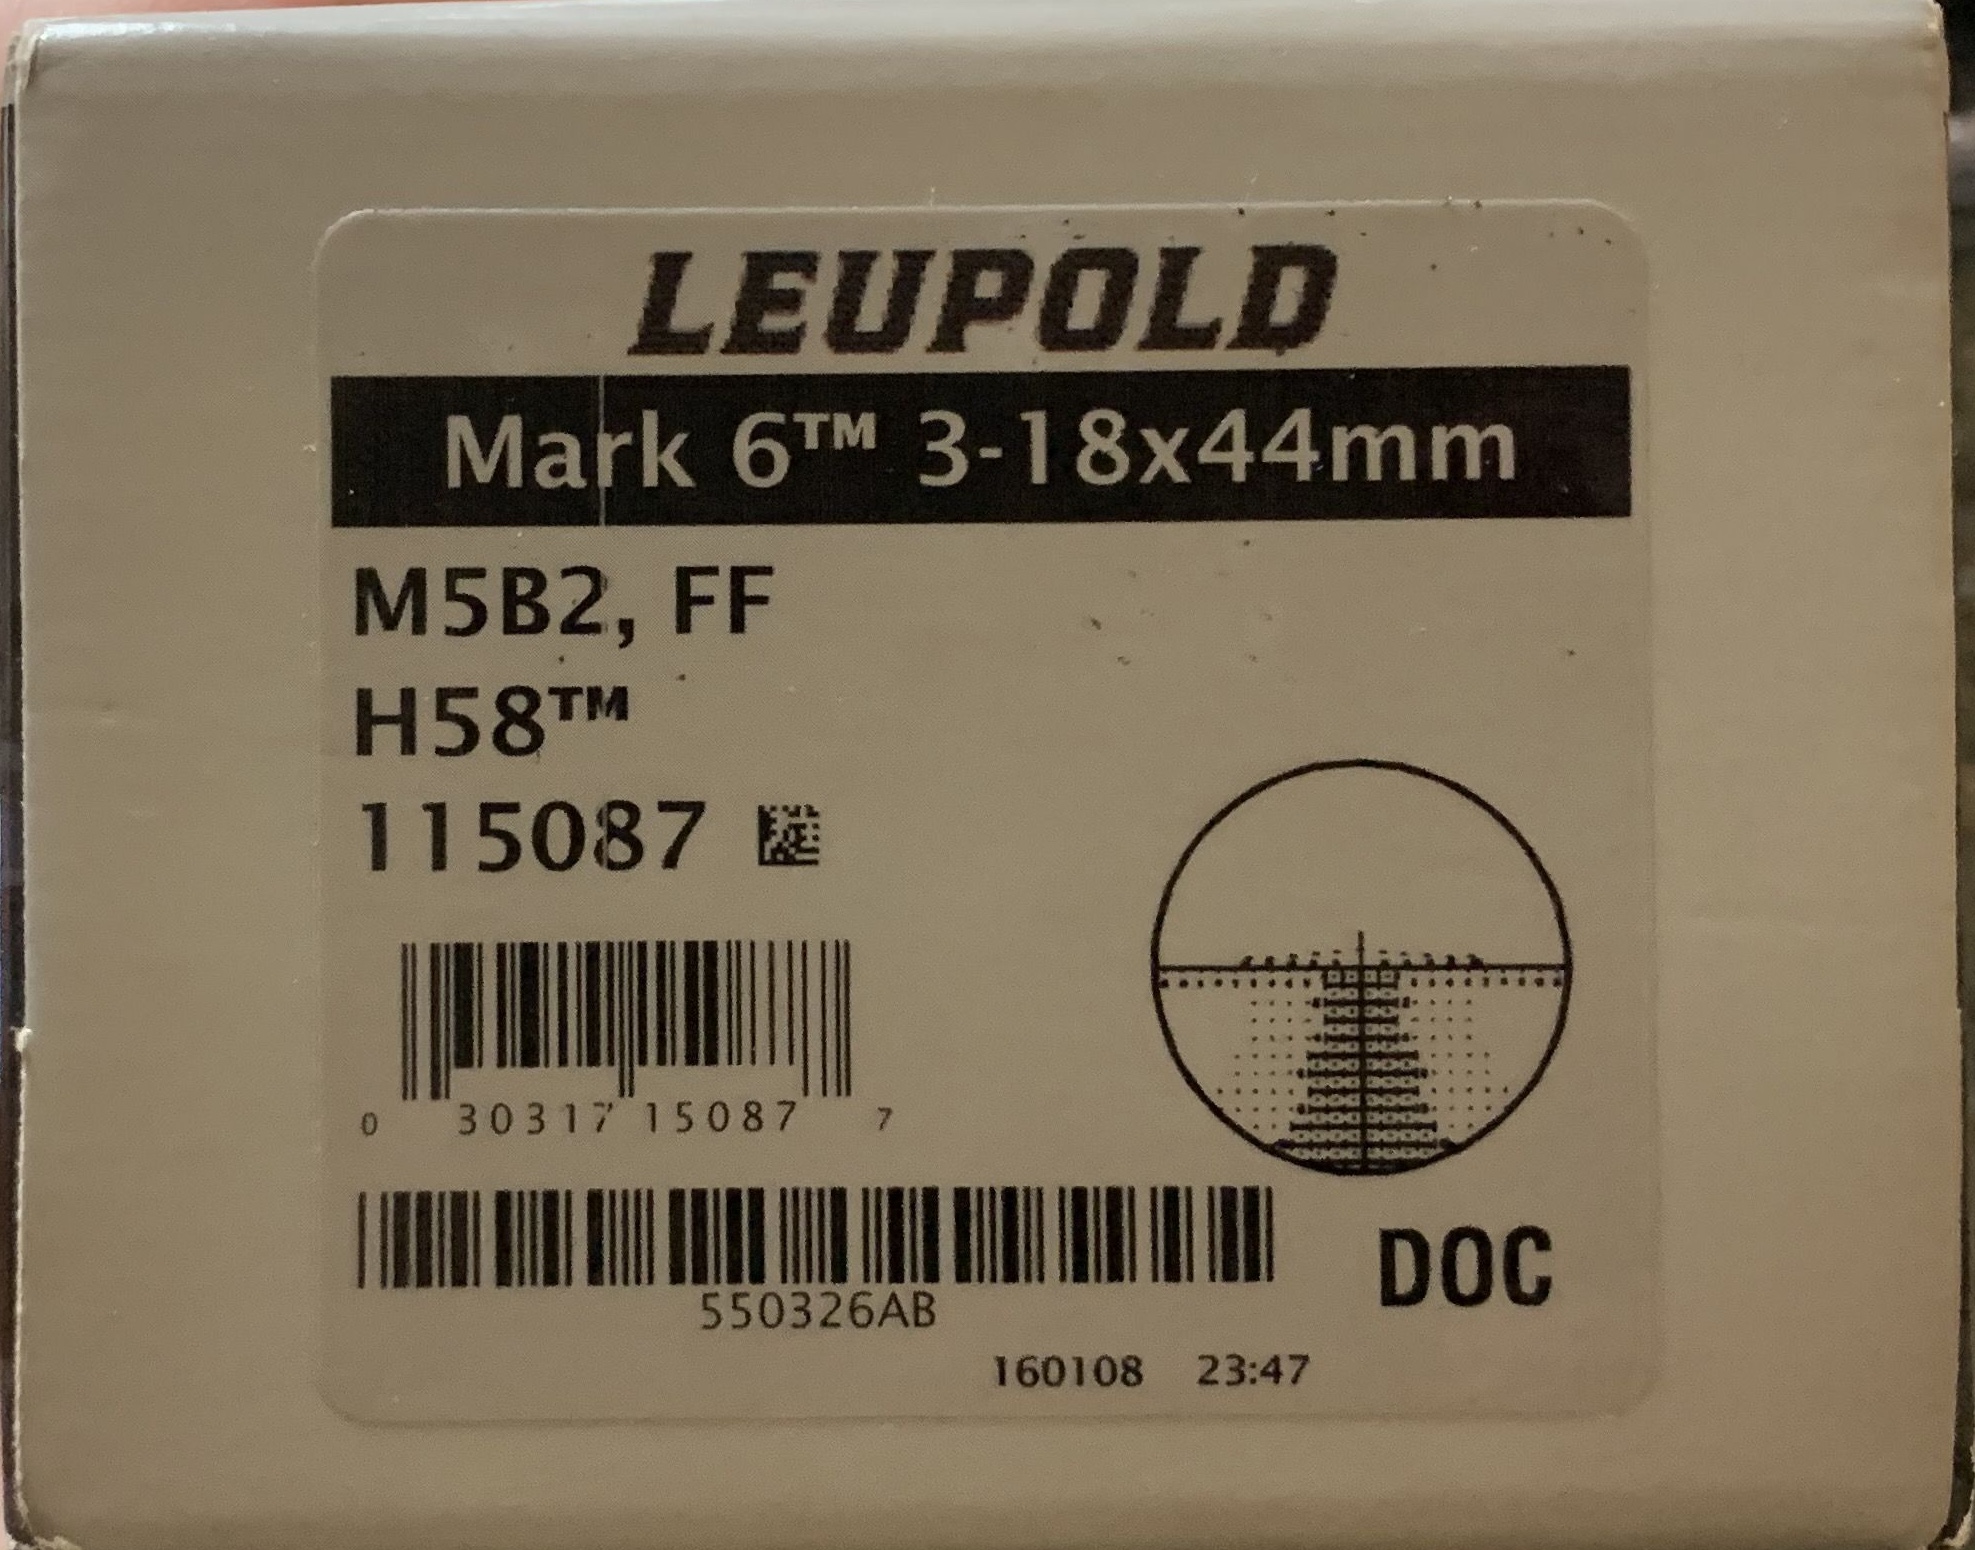 LEUPOLD
Mark 6™ 3-18x44mm
M5B2, FF
H58™
115087
0 30317 15087 7
550326AB
DOC
160108 23:47